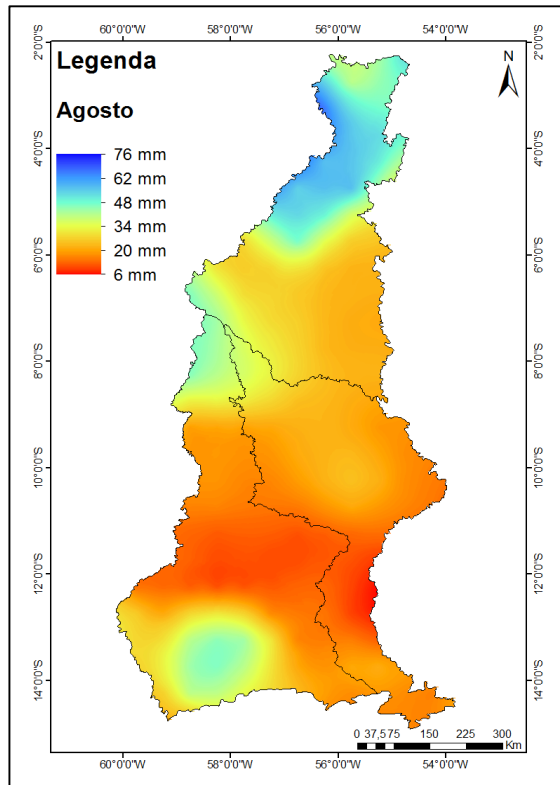 60°0'0"W 58°0'0"W 56°0'0"W 54°0'0"W
Legenda
Agosto
76 mm
62 mm
48 mm
34 mm
20 mm
6 mm
N
2°0'0"S 2°0'0"S
4°0'0"S 4°0'0"S
6°0'0"S 6°0'0"S
8°0'0"S 8°0'0"S
10°0'0"S 10°0'0"S
12°0'0"S 12°0'0"S
14°0'0"S 14°0'0"S
0 37,575 150 225 300
Km
60°0'0"W 58°0'0"W 56°0'0"W 54°0'0"W